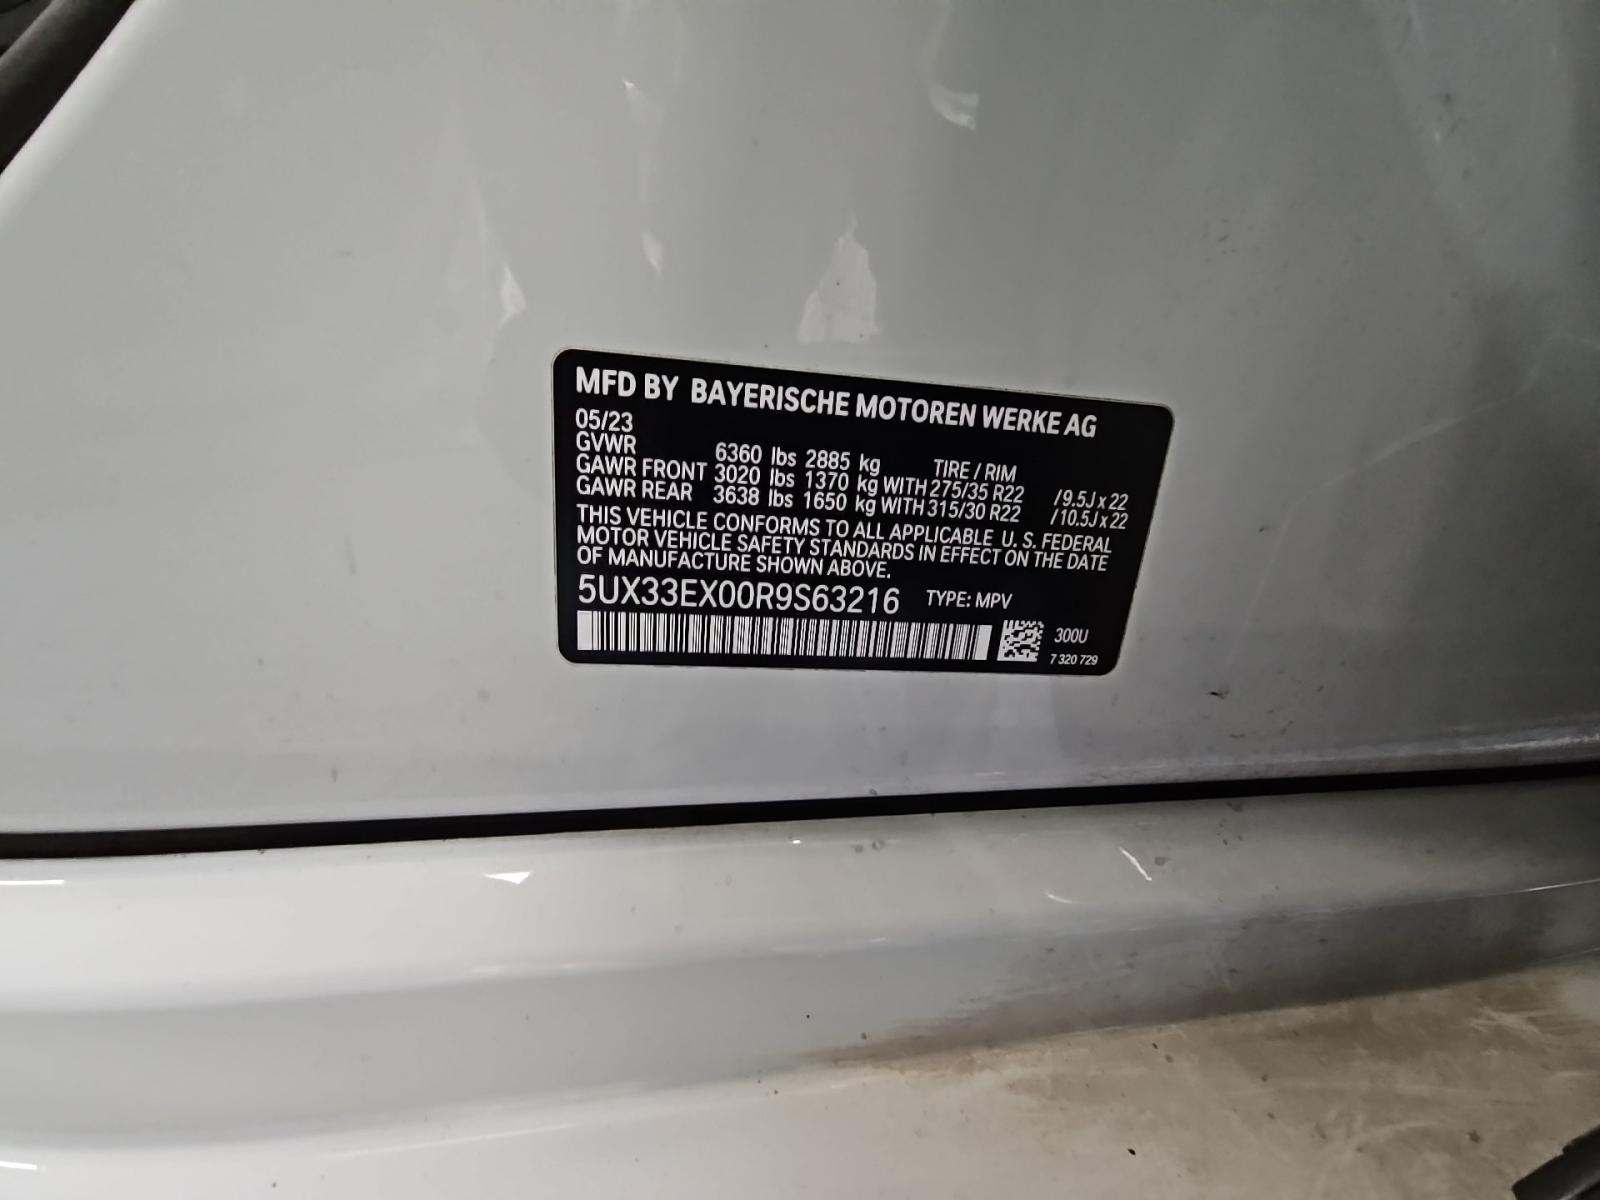 MFD BY BAYERISCHE MOTOREN WERKE AG
05/23
GVWR 6360 lbs 2885 kg TIRE / RIM
GAWR FRONT 3020 lbs 1370 kg WITH 275/35 R22 /9.5J x 22
GAWR REAR 3638 lbs 1650 kg WITH 315/30 R22 /10.5J x 22
THIS VEHICLE CONFORMS TO ALL APPLICABLE U. S. FEDERAL
MOTOR VEHICLE SAFETY STANDARDS IN EFFECT ON THE DATE
OF MANUFACTURE SHOWN ABOVE.
5UX33EX00R9S63216 TYPE: MPV
300U
7 320 729